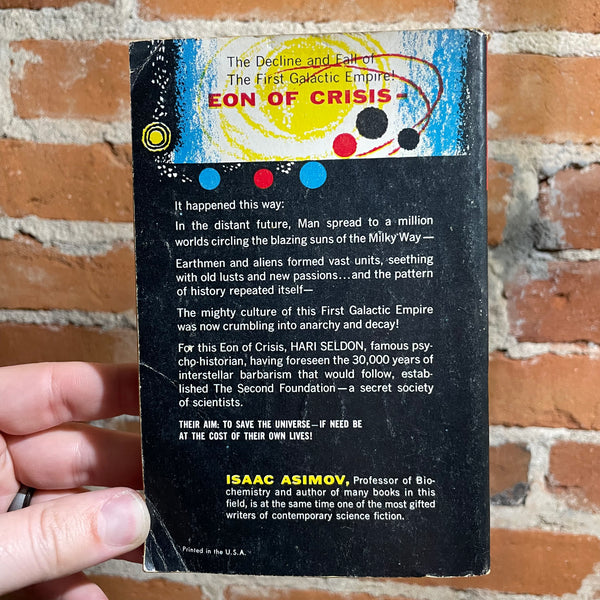 The Decline and Fall of
The First Galactic Empire!
EON OF CRISIS—
It happened this way:
In the distant future, Man spread to a million
worlds circling the blazing suns of the Milky Way—
Earthmen and aliens formed vast units, seething
with old lusts and new passions...and the pattern
of history repeated itself—
The mighty culture of this First Galactic Empire
was now crumbling into anarchy and decay!
For this Eon of Crisis, HARI SELDON, famous psy-
cho-historian, having foreseen the 30,000 years of
interstellar barbarism that would follow, estab-
lished The Second Foundation—a secret society
of scientists.
THEIR AIM: TO SAVE THE UNIVERSE—IF NEED BE
AT THE COST OF THEIR OWN LIVES!
ISAAC ASIMOV, Professor of Bio-
chemistry and author of many books in this
field, is at the same time one of the most gifted
writers of contemporary science fiction.
Printed in the U.S.A.